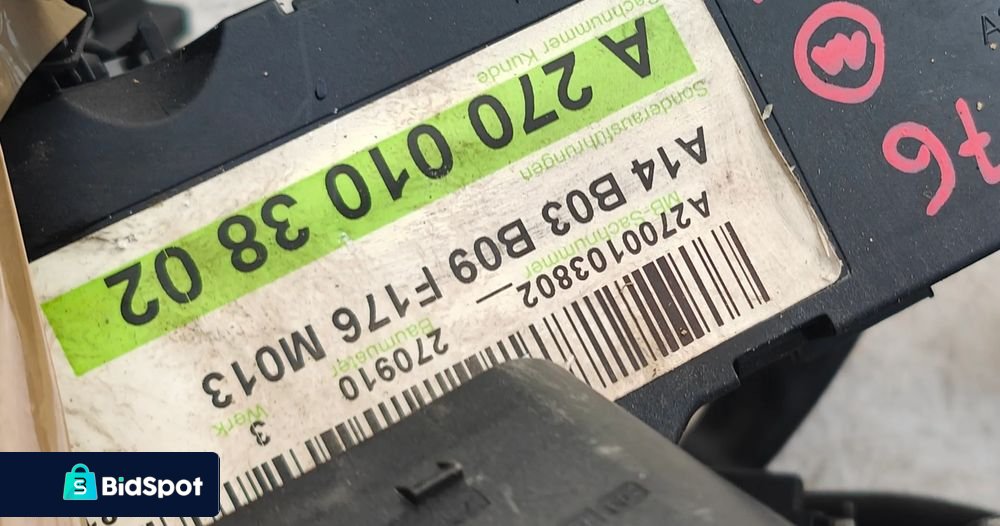 Sachnummer Kunde
A 270 010 38 02
Sonderausführungen
A14 B03 B09 F176 M013
MB-Sachnummer
A2700103802
Baumuster
270910
Werk
3
76
BidSpot